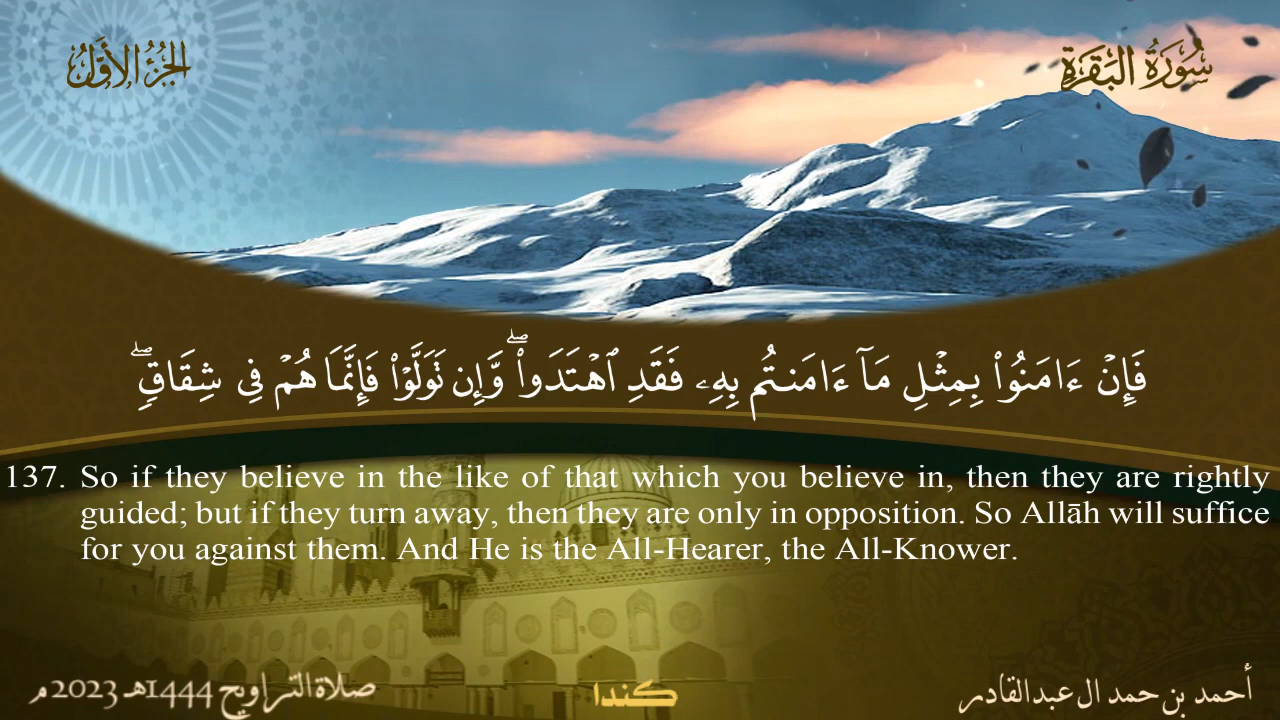 سُورَةُ البَقَرَةِ
الجُزْءُ الأَوَّلُ
فَإِنۡ ءَامَنُواْ بِمِثۡلِ مَآ ءَامَنتُم بِهِۦ فَقَدِ ٱهۡتَدَواْۖ وَّإِن تَوَلَّوۡاْ فَإِنَّمَا هُمۡ فِي شِقَاقٖۖ
137. So if they believe in the like of that which you believe in, then they are rightly
guided; but if they turn away, then they are only in opposition. So Allāh will suffice
for you against them. And He is the All-Hearer, the All-Knower.
أحمد بن حمد ال عبدالقادر
كندا
صلاة التراويح 1444هـ 2023م